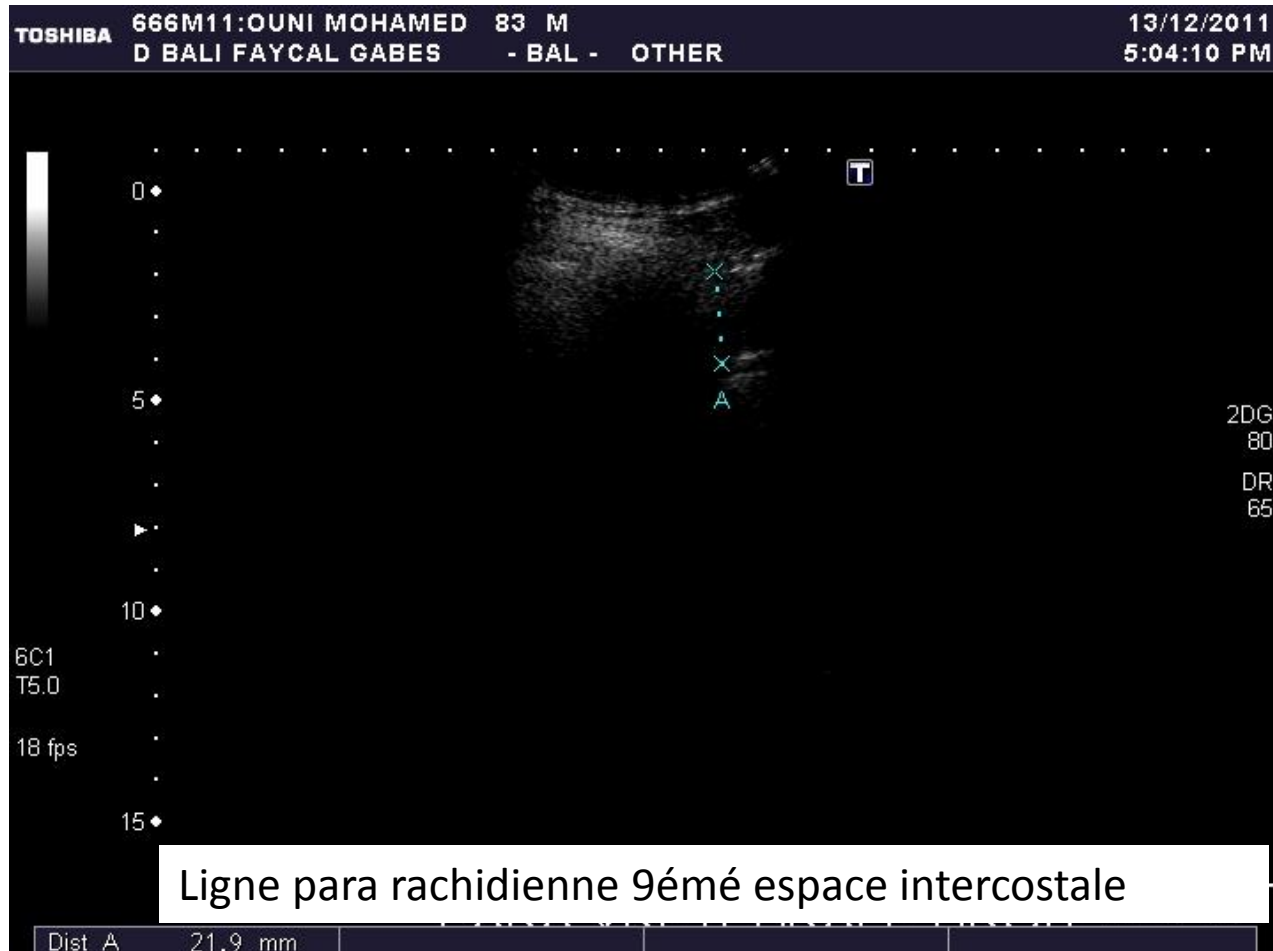 TOSHIBA 666M11:OUNI MOHAMED 83 M 13/12/2011
D BALI FAYCAL GABES - BAL - OTHER 5:04:10 PM
T
0
5
A
2DG
80
DR
65
10
6C1
T5.0
18 fps
15
Ligne para rachidienne 9émé espace intercostale
Dist A 21.9 mm